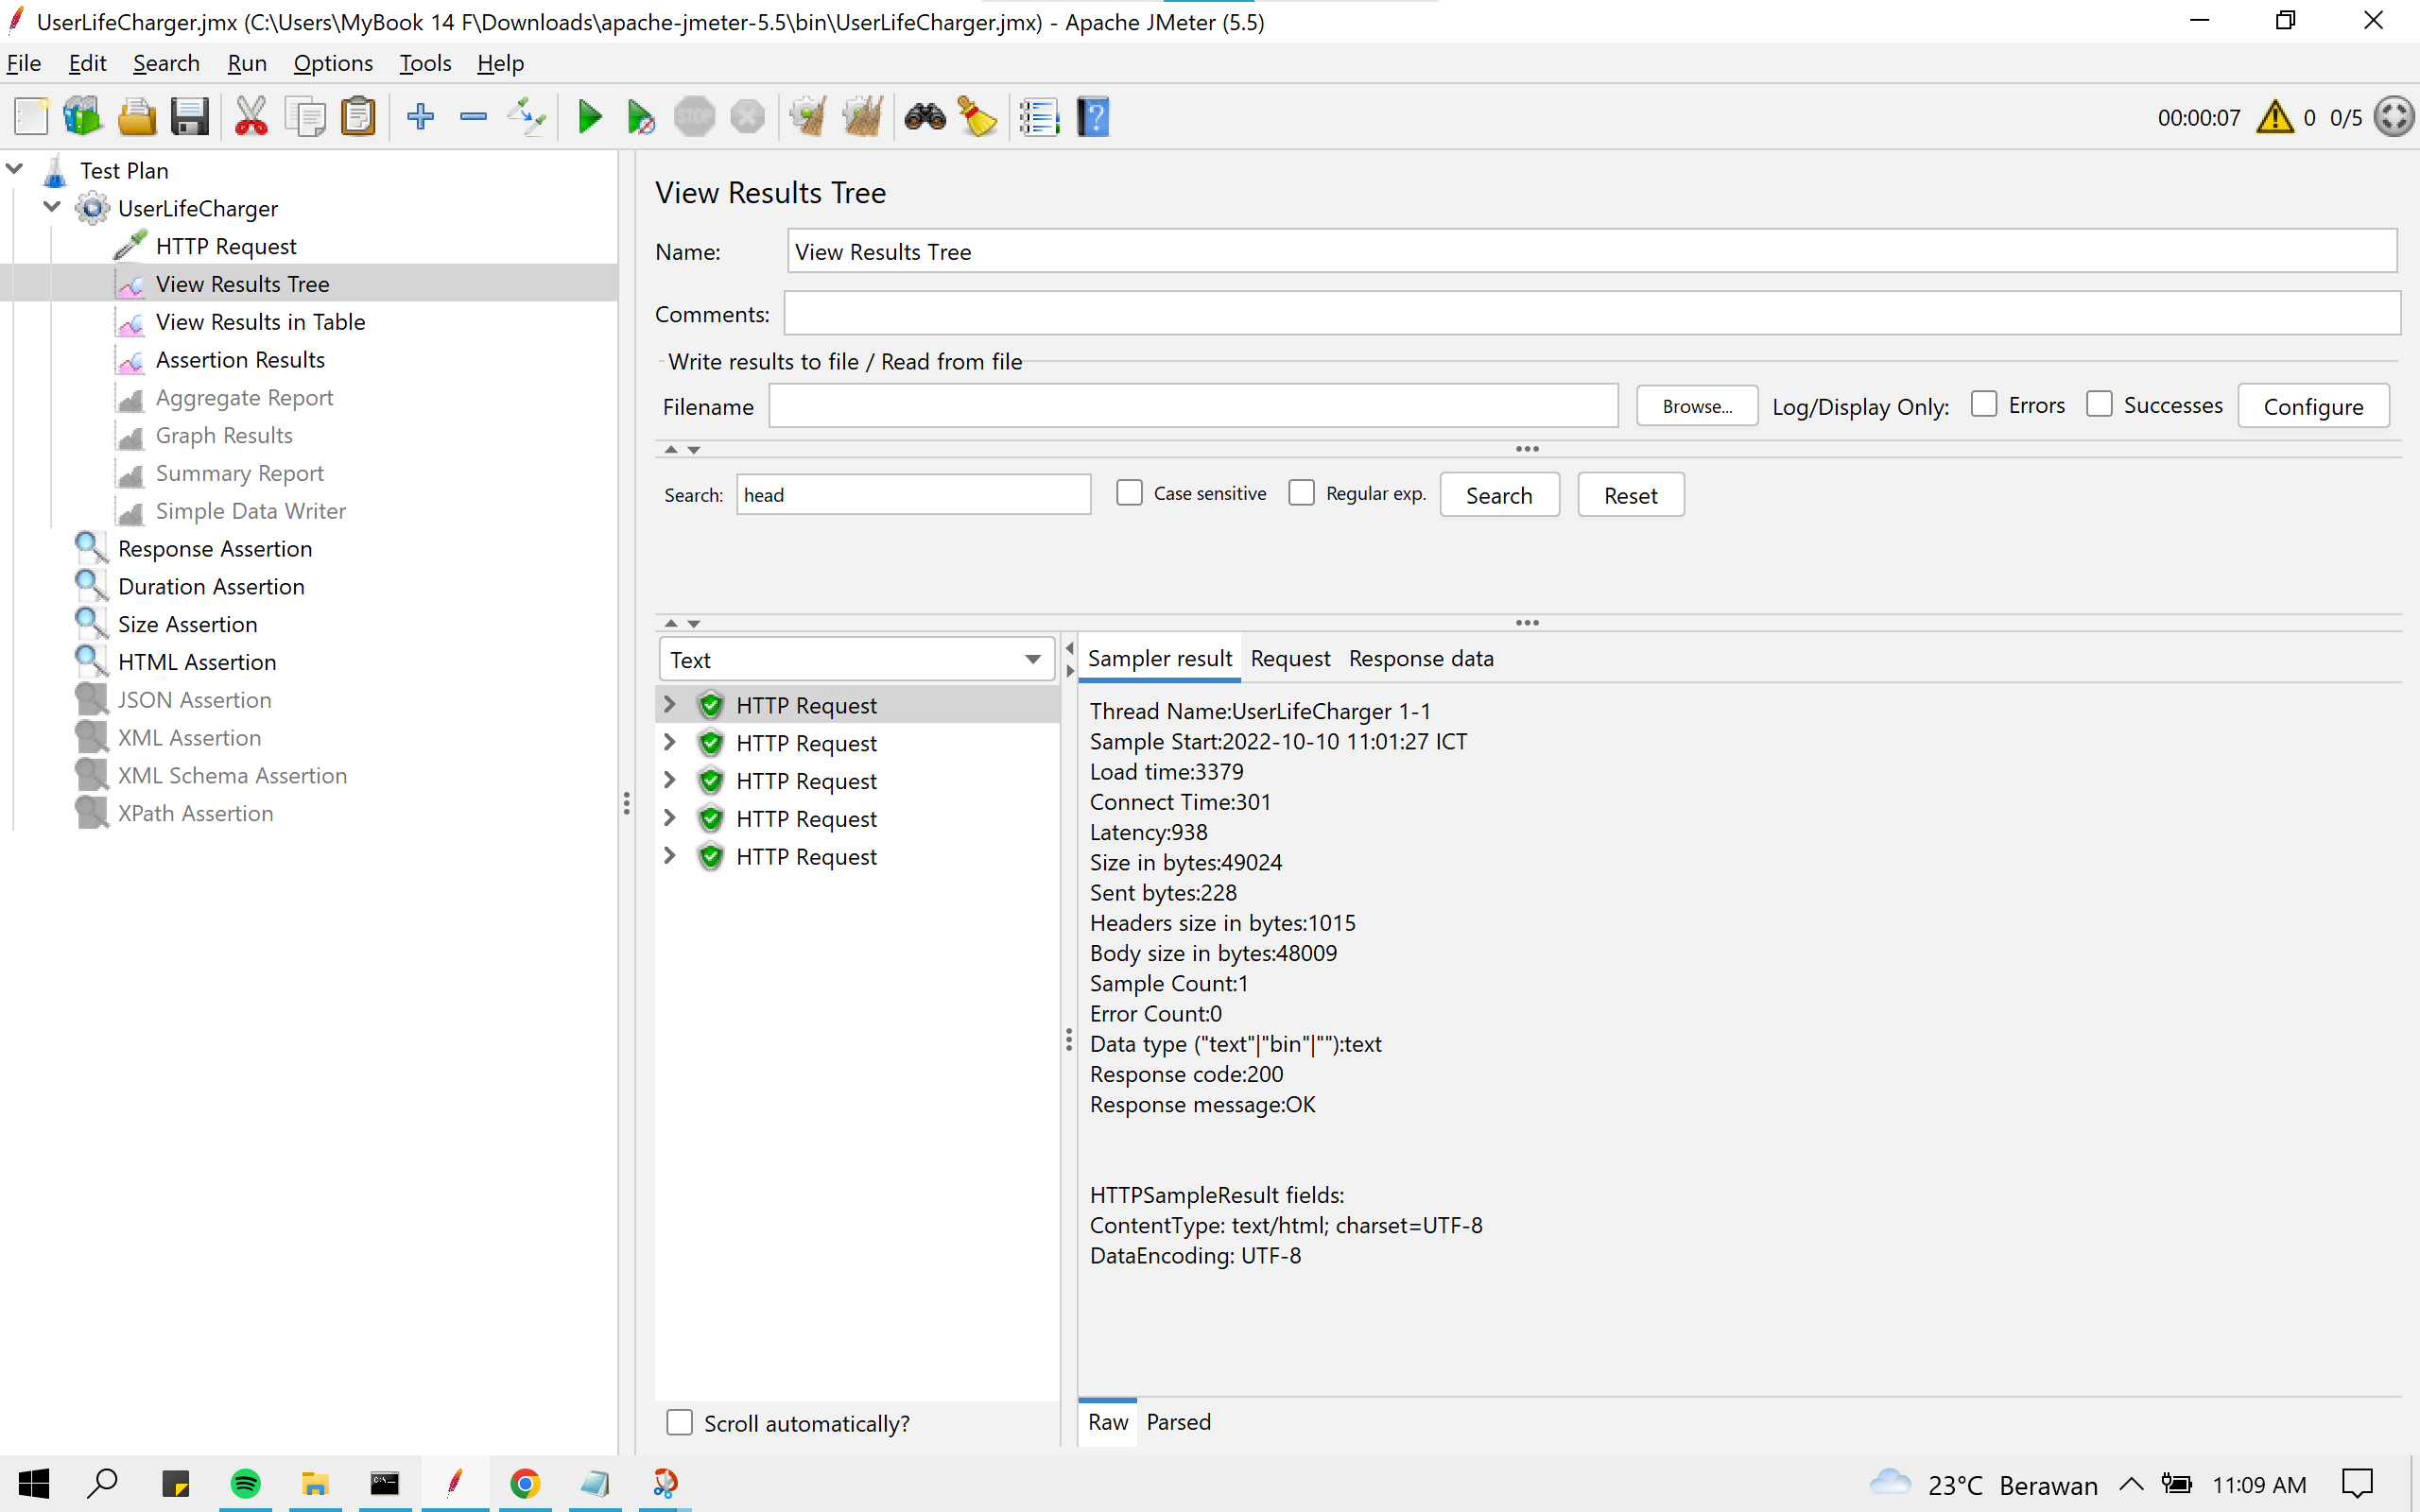 UserLifeCharger.jmx (C:\Users\MyBook 14 F\Downloads\apache-jmeter-5.5\bin\UserLifeCharger.jmx) - Apache JMeter (5.5)
File Edit Search Run Options Tools Help
STOP
00:00:07 0 0/5
Test Plan
UserLifeCharger
HTTP Request
View Results Tree
View Results in Table
Assertion Results
Aggregate Report
Graph Results
Summary Report
Simple Data Writer
Response Assertion
Duration Assertion
Size Assertion
HTML Assertion
JSON Assertion
XML Assertion
XML Schema Assertion
XPath Assertion
View Results Tree
Name: View Results Tree
Comments:
Write results to file / Read from file
Filename Browse... Log/Display Only: Errors Successes Configure
Search: head Case sensitive Regular exp. Search Reset
Text
HTTP Request
HTTP Request
HTTP Request
HTTP Request
HTTP Request
Scroll automatically?
Sampler result Request Response data
Thread Name:UserLifeCharger 1-1
Sample Start:2022-10-10 11:01:27 ICT
Load time:3379
Connect Time:301
Latency:938
Size in bytes:49024
Sent bytes:228
Headers size in bytes:1015
Body size in bytes:48009
Sample Count:1
Error Count:0
Data type ("text"|"bin"|""):text
Response code:200
Response message:OK
HTTPSampleResult fields:
ContentType: text/html; charset=UTF-8
DataEncoding: UTF-8
Raw Parsed
23°C Berawan 11:09 AM